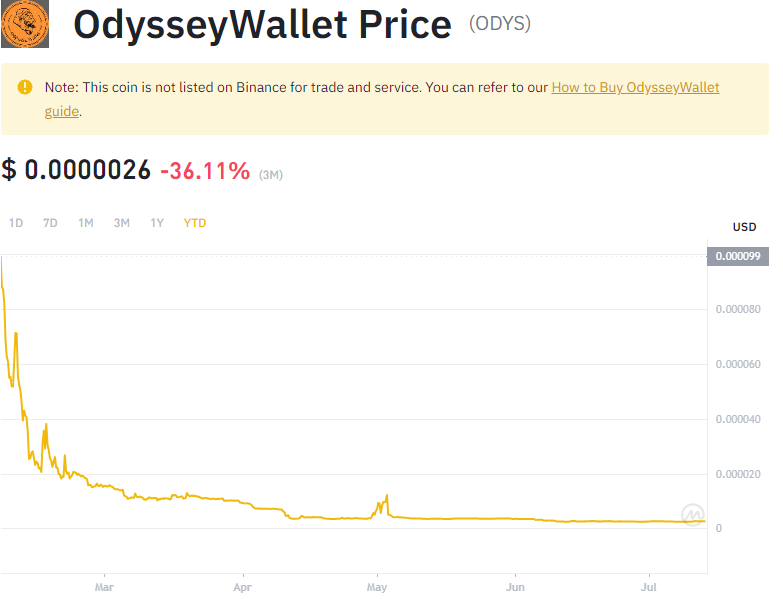 OdysseyWallet Price (ODYS)
Note: This coin is not listed on Binance for trade and service. You can refer to our How to Buy OdysseyWallet
guide.
$ 0.0000026 -36.11% (3M)
1D 7D 1M 3M 1Y YTD
USD
0.000099
0.000080
0.000060
0.000040
0.000020
0
Mar Apr May Jun Jul